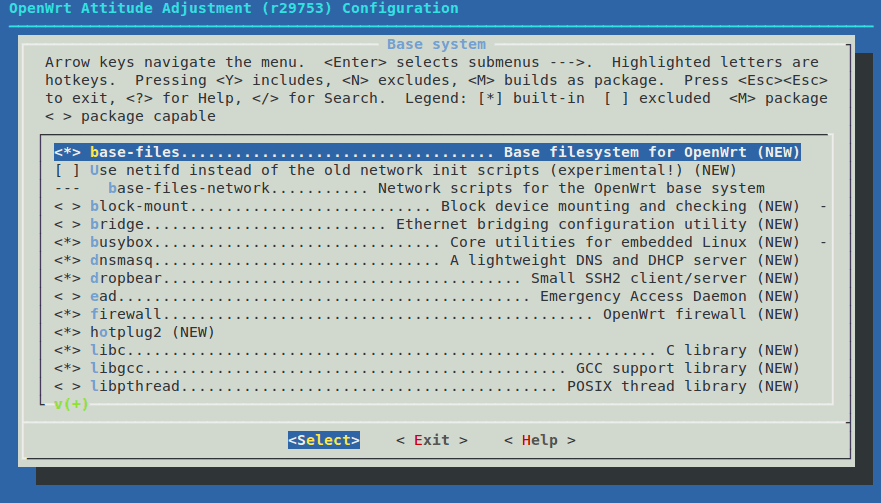 OpenWrt Attitude Adjustment (r29753) Configuration
Base system
Arrow keys navigate the menu.  <Enter> selects submenus --->.  Highlighted letters are
hotkeys.  Pressing <Y> includes, <N> excludes, <M> builds as package.  Press <Esc><Esc>
to exit, <?> for Help, </> for Search.  Legend: [*] built-in  [ ] excluded  <M> package
< > package capable
<*> base-files................................... Base filesystem for OpenWrt (NEW)
[ ] Use netifd instead of the old network init scripts (experimental!) (NEW)
---   base-files-network........... Network scripts for the OpenWrt base system
< > block-mount........................... Block device mounting and checking (NEW)  -
< > bridge........................... Ethernet bridging configuration utility (NEW)
<*> busybox................................ Core utilities for embedded Linux (NEW)  -
<*> dnsmasq................................ A lightweight DNS and DHCP server (NEW)
<*> dropbear........................................ Small SSH2 client/server (NEW)
< > ead.............................................. Emergency Access Daemon (NEW)
<*> firewall................................................ OpenWrt firewall (NEW)
<*> hotplug2 (NEW)
<*> libc........................................................... C library (NEW)
<*> libgcc............................................... GCC support library (NEW)
< > libpthread.......................................... POSIX thread library (NEW)
v(+)
<Select>    < Exit >    < Help >